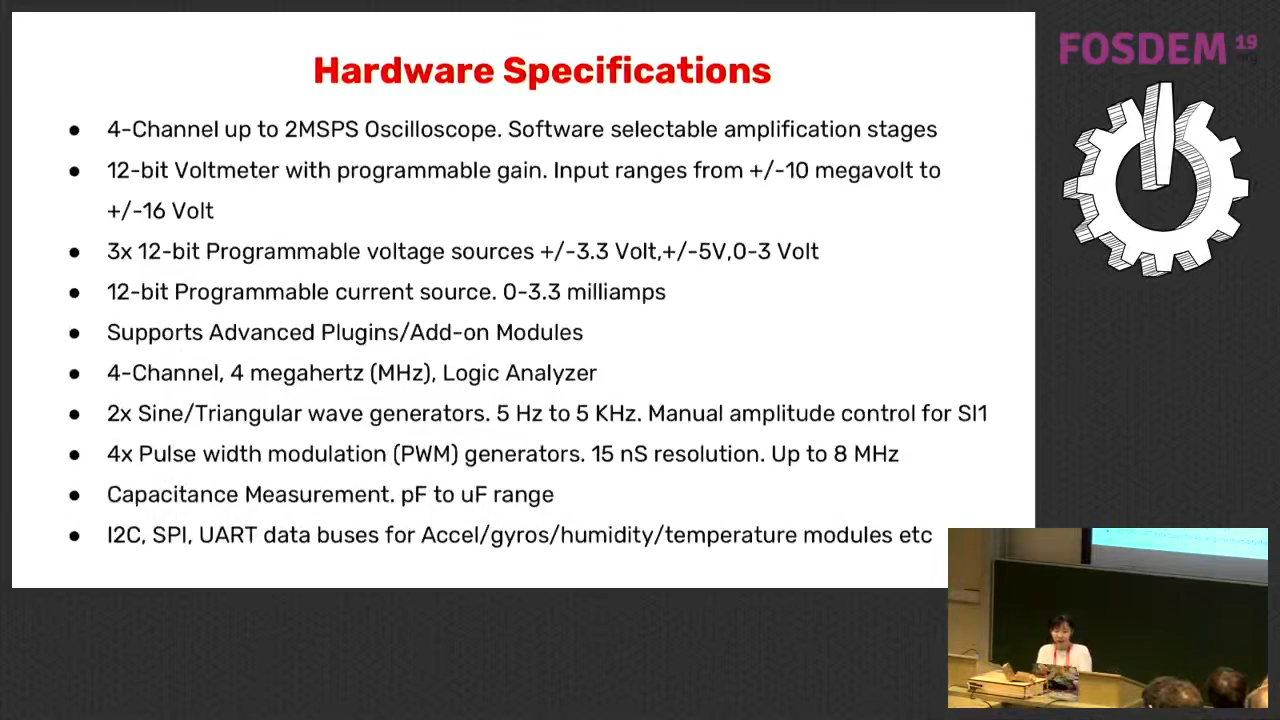 Hardware Specifications
FOSDEM 19
.org
● 4-Channel up to 2MSPS Oscilloscope. Software selectable amplification stages
● 12-bit Voltmeter with programmable gain. Input ranges from +/-10 megavolt to
+/-16 Volt
● 3x 12-bit Programmable voltage sources +/-3.3 Volt,+/-5V,0-3 Volt
● 12-bit Programmable current source. 0-3.3 milliamps
● Supports Advanced Plugins/Add-on Modules
● 4-Channel, 4 megahertz (MHz), Logic Analyzer
● 2x Sine/Triangular wave generators. 5 Hz to 5 KHz. Manual amplitude control for SI1
● 4x Pulse width modulation (PWM) generators. 15 nS resolution. Up to 8 MHz
● Capacitance Measurement. pF to uF range
● I2C, SPI, UART data buses for Accel/gyros/humidity/temperature modules etc